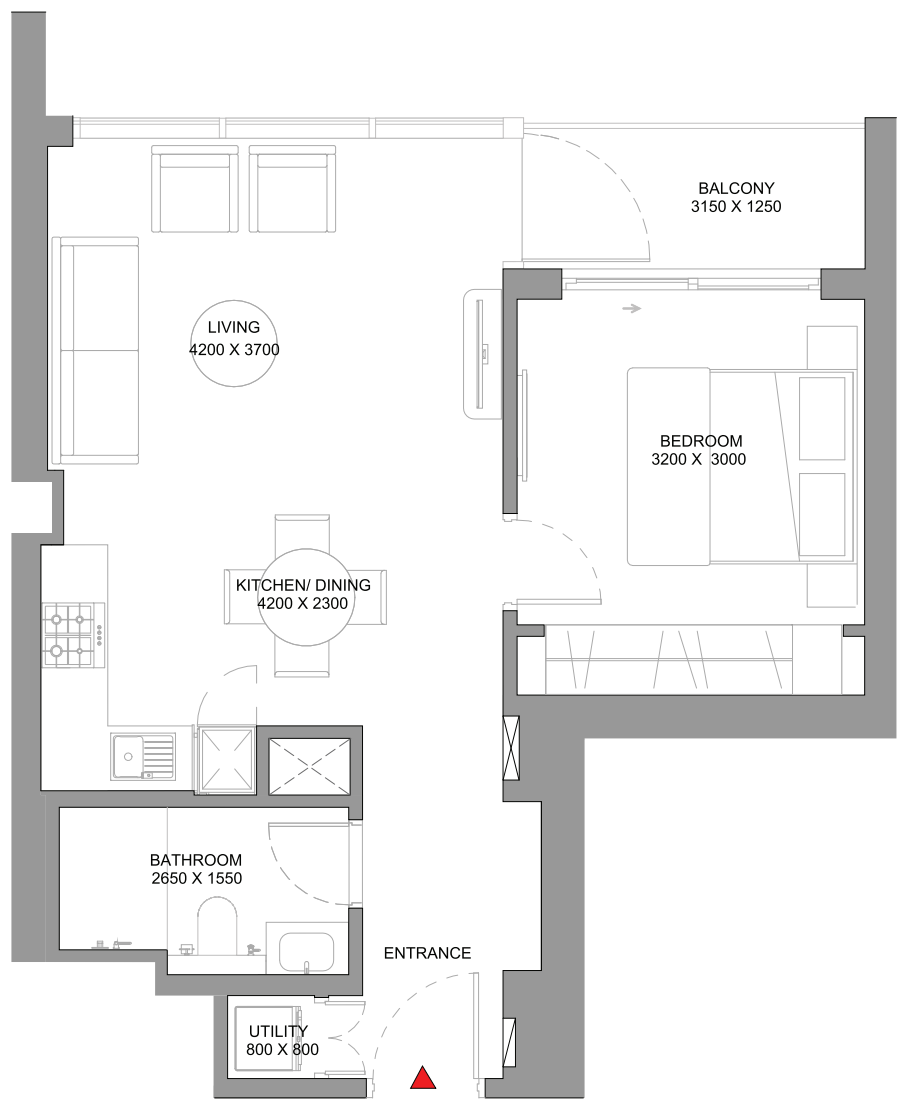 BALCONY
3150 X 1250
LIVING
4200 X 3700
BEDROOM
3200 X 3000
KITCHEN/ DINING
4200 X 2300
BATHROOM
2650 X 1550
ENTRANCE
UTILITY
800 X 800